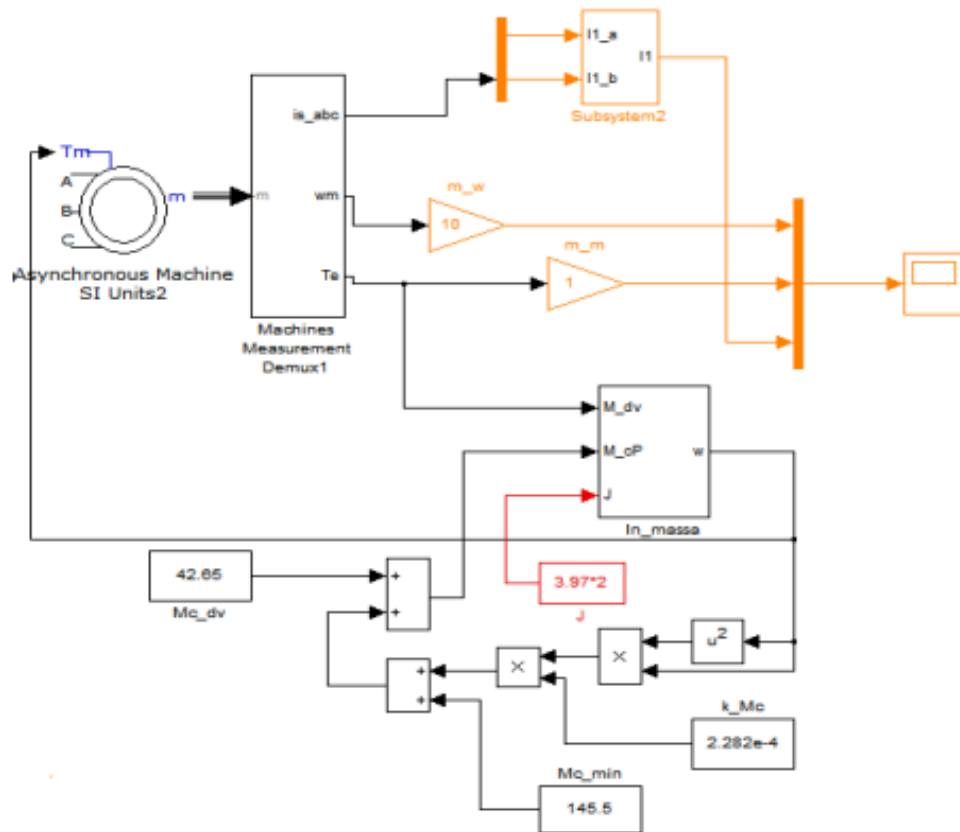 I1_a
I1_b
I1
Subsystem2
Tm
A
B
C
m
Asynchronous Machine
SI Units2
m
is_abc
wm
Te
Machines
Measurement
Demux1
m_w
10
m_m
1
M_dv
M_cP
J
w
In_massa
42.65
Mc_dv
+
+
3.97*2
J
+
+
×
×
u²
k_Mc
2.282e-4
Mc_min
145.5